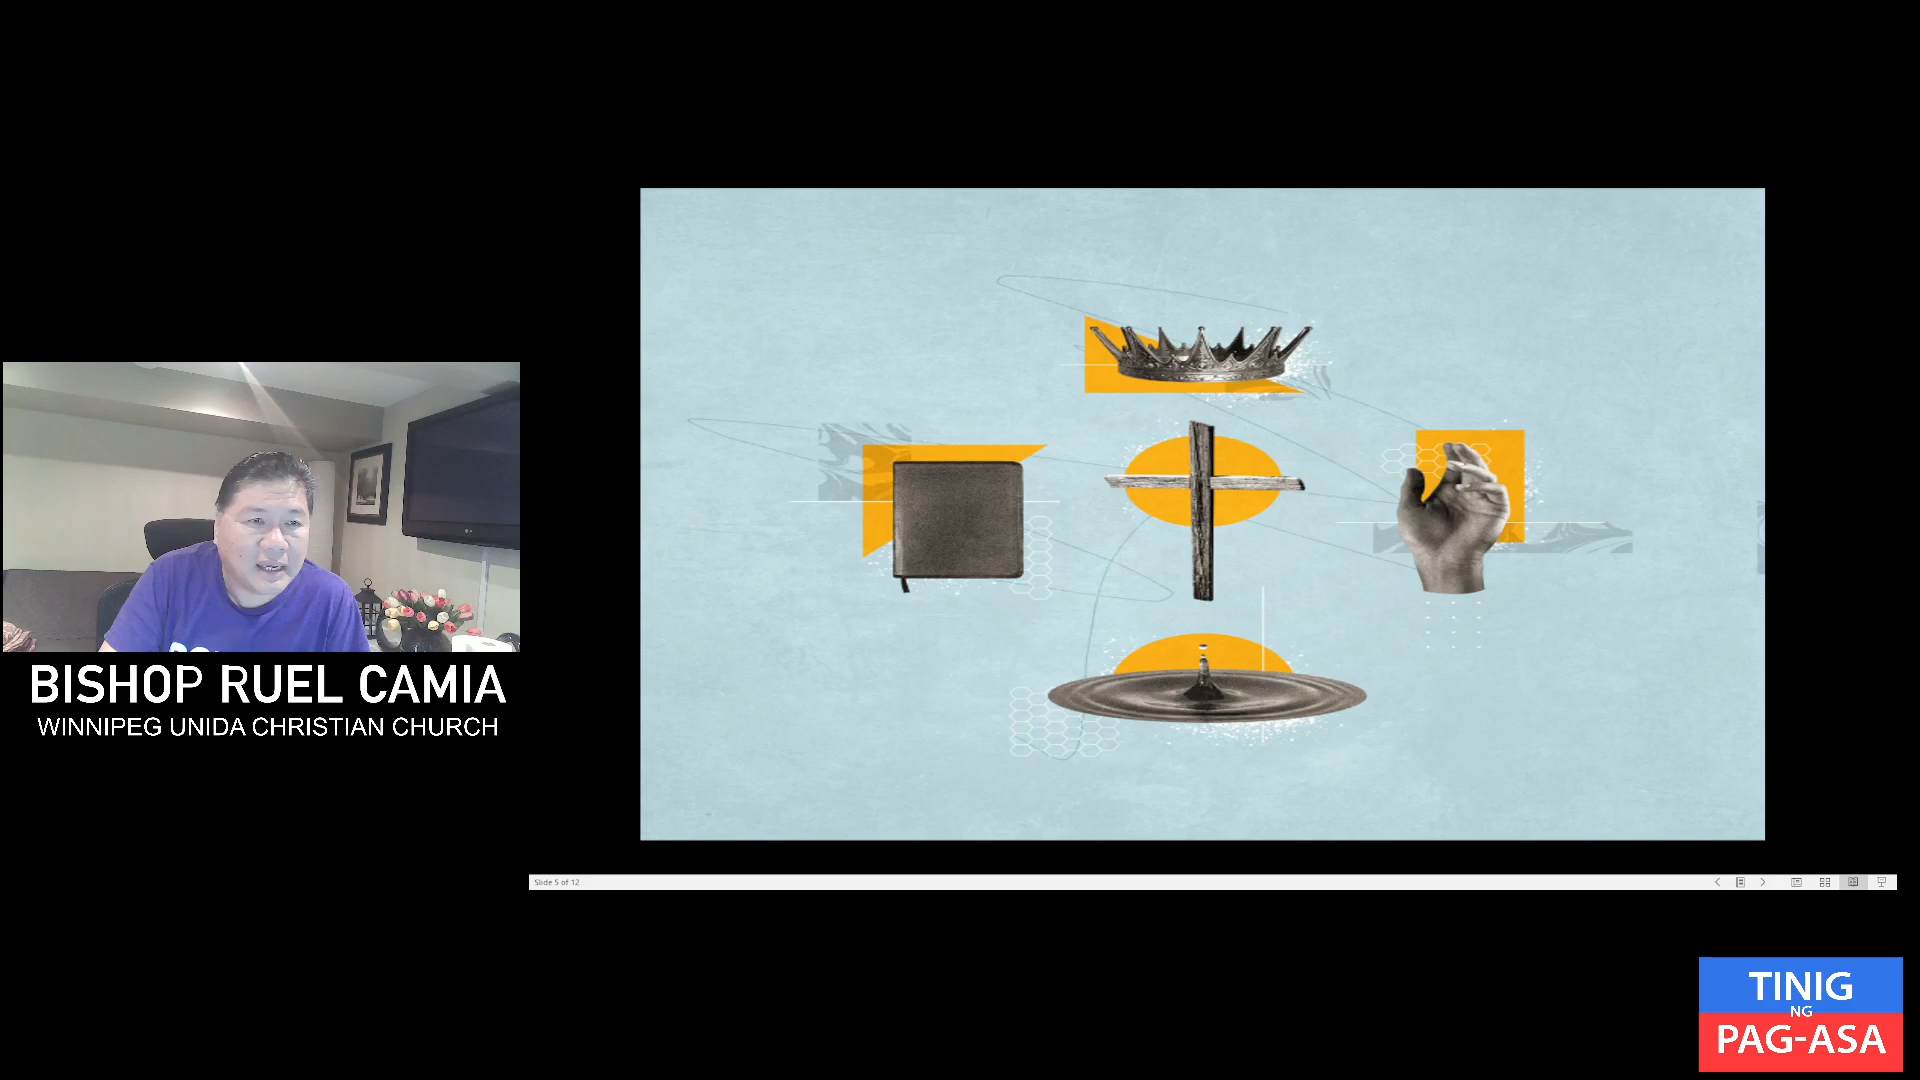 BISHOP RUEL CAMIA
WINNIPEG UNIDA CHRISTIAN CHURCH
Slide 5 of 12
TINIG
NG
PAG-ASA